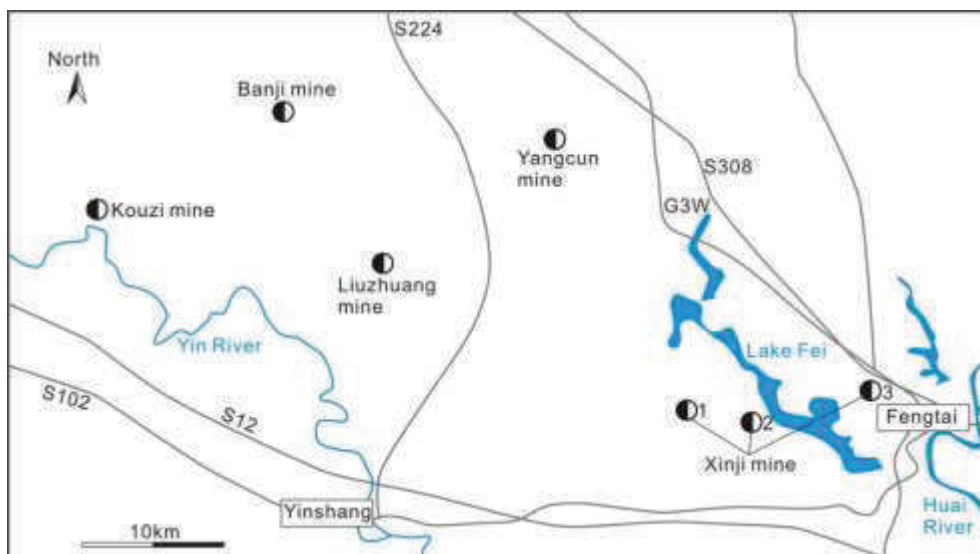 S224
North
Banji mine
Yangcun
mine
S308
G3W
Kouzi mine
Liuzhuang
mine
Yin River
Lake Fei
S102
S12
1
2
3
Fengtai
Xinji mine
Yinshang
Huai
River
10km